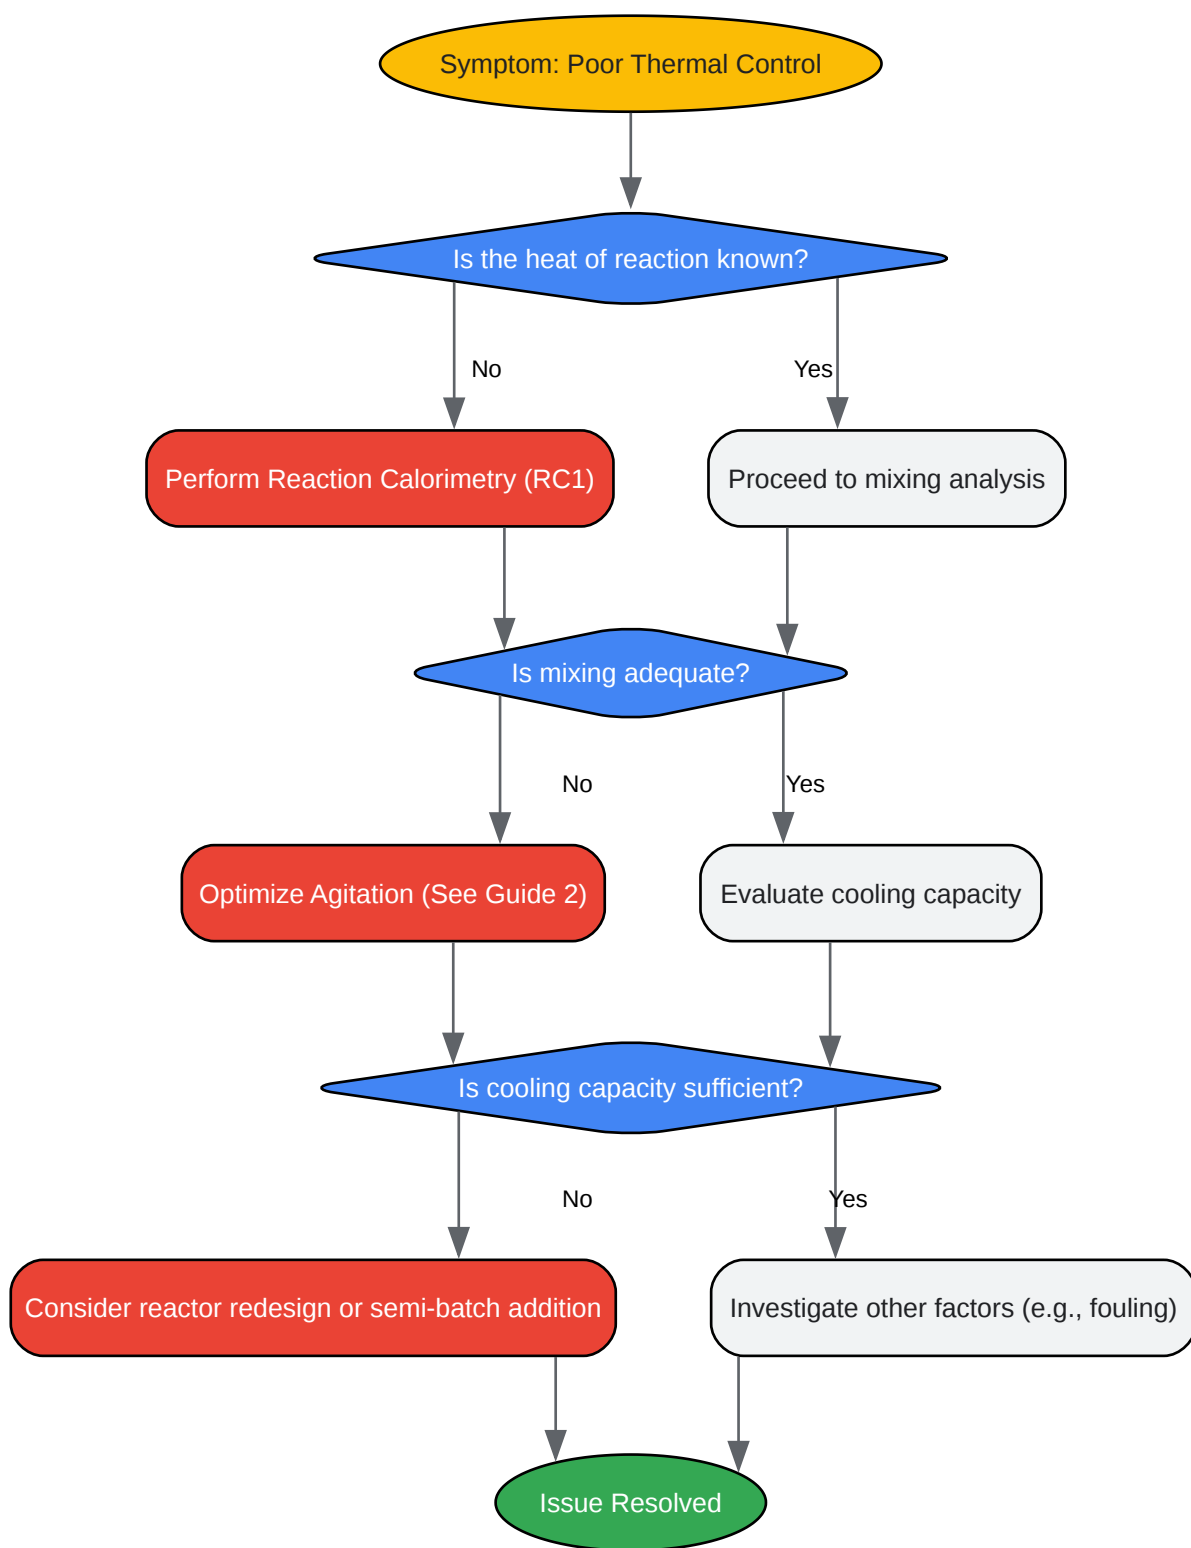 Symptom: Poor Thermal Control
Is the heat of reaction known?
No
Yes
Perform Reaction Calorimetry (RC1)
Proceed to mixing analysis
Is mixing adequate?
No
Yes
Optimize Agitation (See Guide 2)
Evaluate cooling capacity
Is cooling capacity sufficient?
No
Yes
Consider reactor redesign or semi-batch addition
Investigate other factors (e.g., fouling)
Issue Resolved